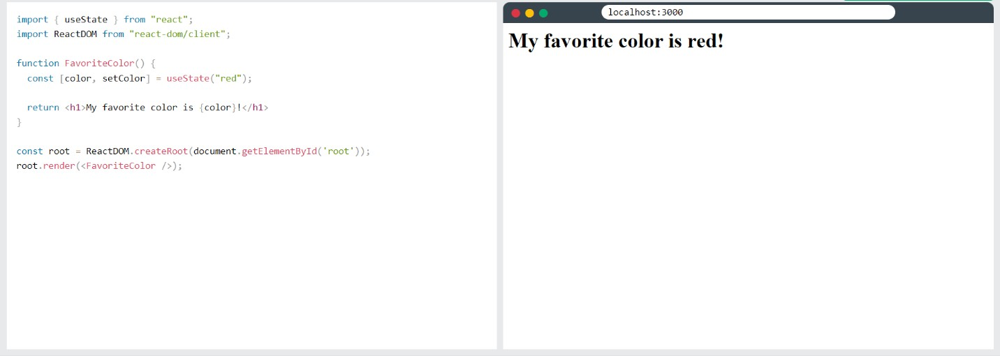 import { useState } from "react";
import ReactDOM from "react-dom/client";
function FavoriteColor() {
const [color, setColor] = useState("red");
return <h1>My favorite color is {color}!</h1>
}
const root = ReactDOM.createRoot(document.getElementById('root'));
root.render(<FavoriteColor />);
localhost:3000
My favorite color is red!